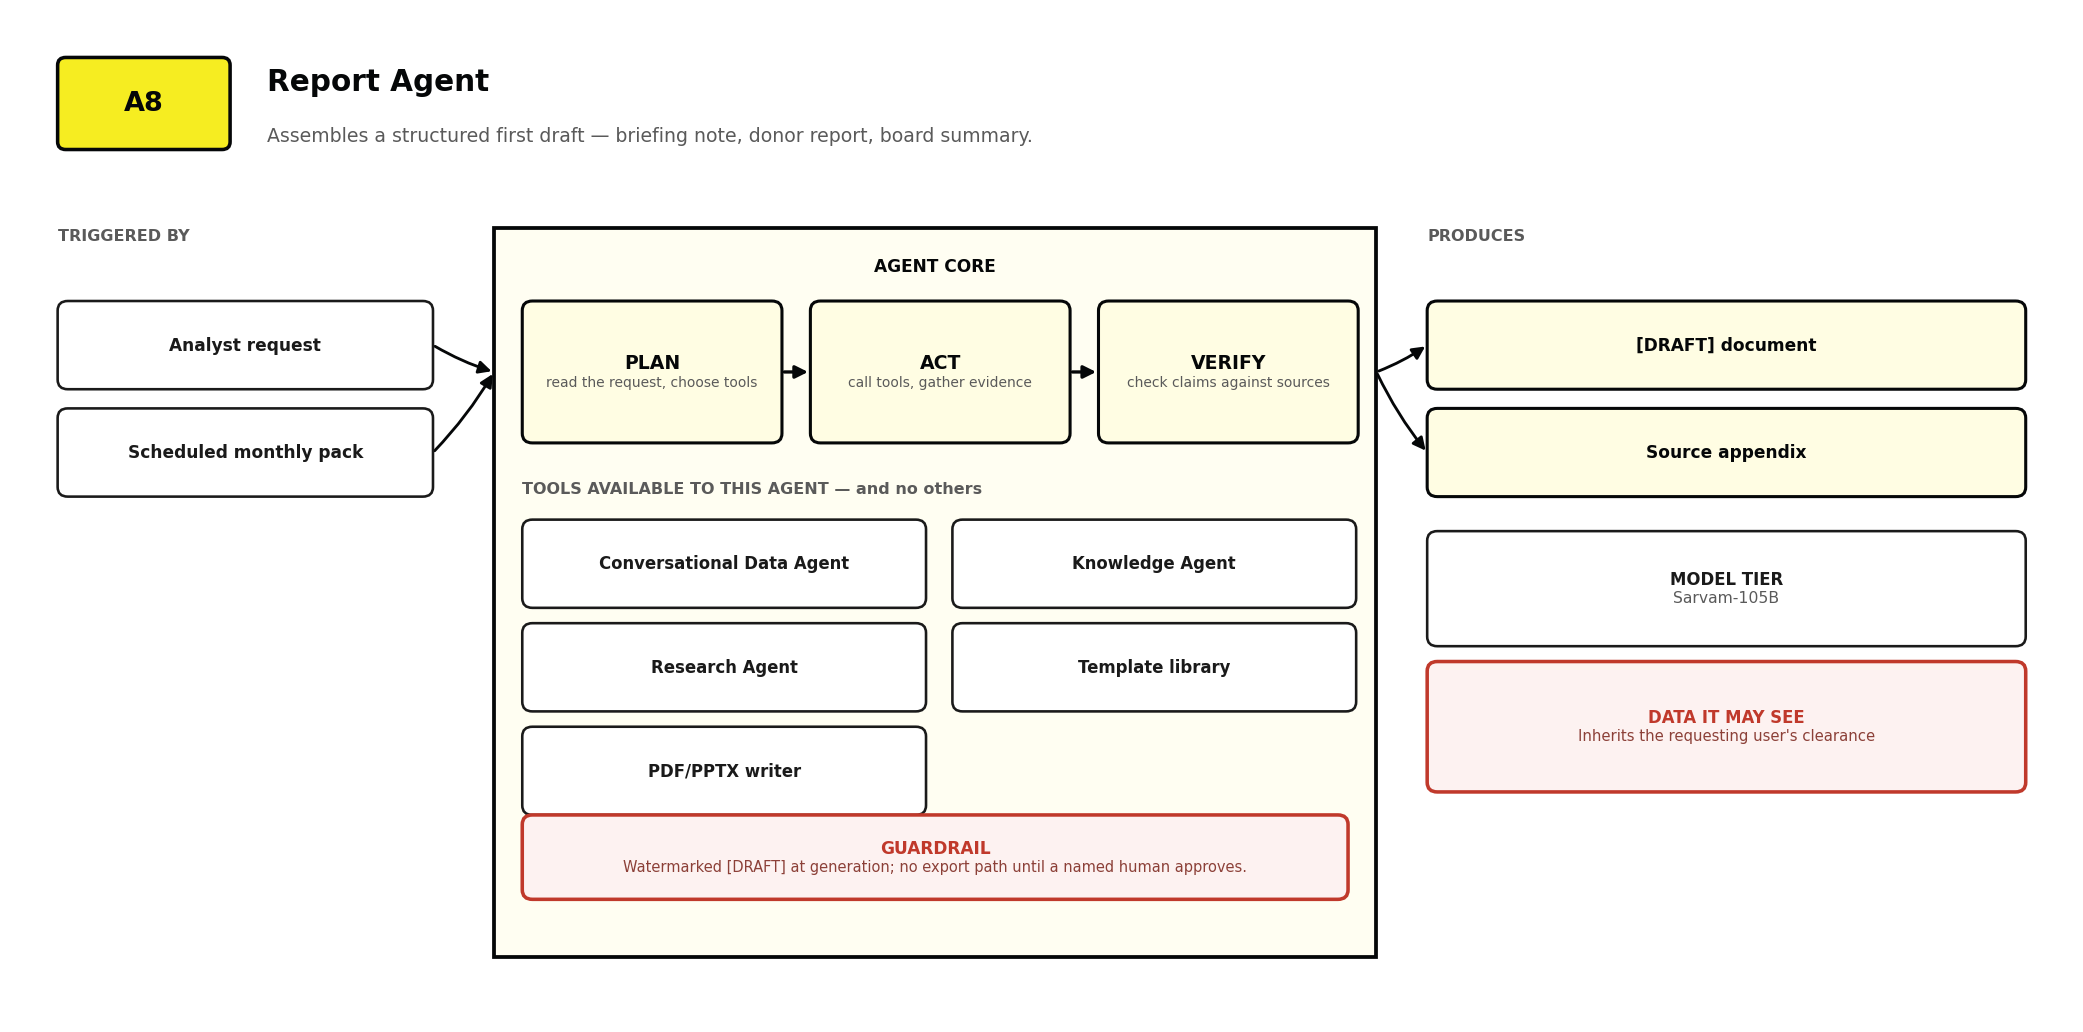 A8
Report Agent
Assembles a structured first draft — briefing note, donor report, board summary.
TRIGGERED BY
Analyst request
Scheduled monthly pack
AGENT CORE
PLAN
read the request, choose tools
ACT
call tools, gather evidence
VERIFY
check claims against sources
TOOLS AVAILABLE TO THIS AGENT — and no others
Conversational Data Agent
Knowledge Agent
Research Agent
Template library
PDF/PPTX writer
GUARDRAIL
Watermarked [DRAFT] at generation; no export path until a named human approves.
PRODUCES
[DRAFT] document
Source appendix
MODEL TIER
Sarvam-105B
DATA IT MAY SEE
Inherits the requesting user's clearance